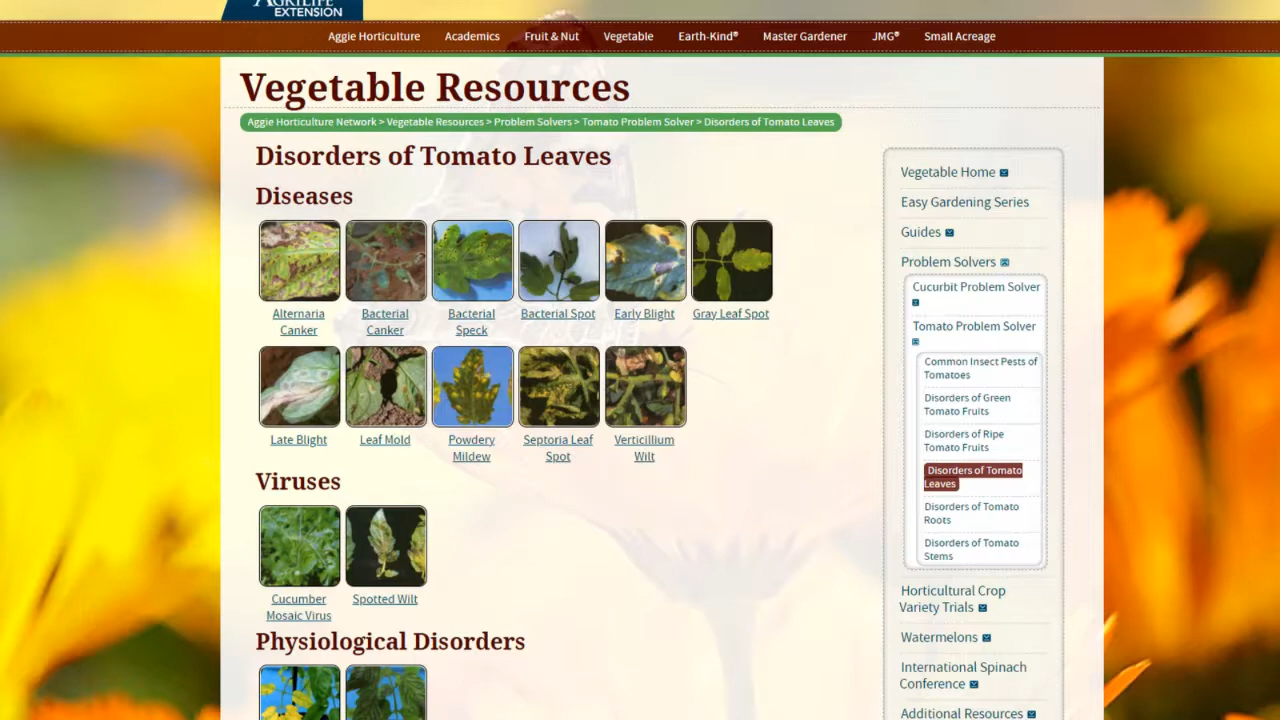 AGRILIFE
EXTENSION
Aggie Horticulture Academics Fruit & Nut Vegetable Earth-Kind® Master Gardener JMG® Small Acreage
Vegetable Resources
Aggie Horticulture Network > Vegetable Resources > Problem Solvers > Tomato Problem Solver > Disorders of Tomato Leaves
Disorders of Tomato Leaves
Diseases
Alternaria
Canker
Bacterial
Canker
Bacterial
Speck
Bacterial Spot
Early Blight
Gray Leaf Spot
Late Blight
Leaf Mold
Powdery
Mildew
Septoria Leaf
Spot
Verticillium
Wilt
Viruses
Cucumber
Mosaic Virus
Spotted Wilt
Physiological Disorders
Vegetable Home
Easy Gardening Series
Guides
Problem Solvers
Cucurbit Problem Solver
Tomato Problem Solver
Common Insect Pests of
Tomatoes
Disorders of Green
Tomato Fruits
Disorders of Ripe
Tomato Fruits
Disorders of Tomato
Leaves
Disorders of Tomato
Roots
Disorders of Tomato
Stems
Horticultural Crop
Variety Trials
Watermelons
International Spinach
Conference
Additional Resources